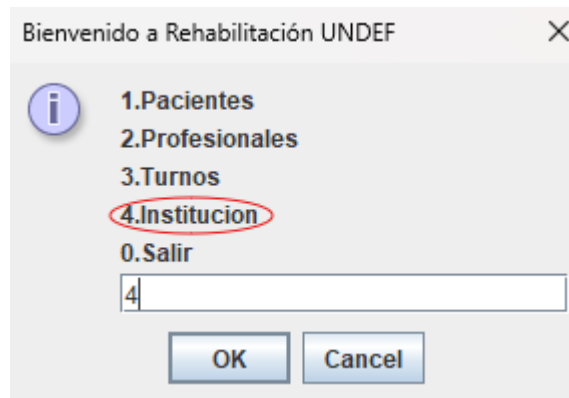 Bienvenido a Rehabilitación UNDEF
1.Pacientes
2.Profesionales
3.Turnos
4.Institucion
0.Salir
4
OK Cancel